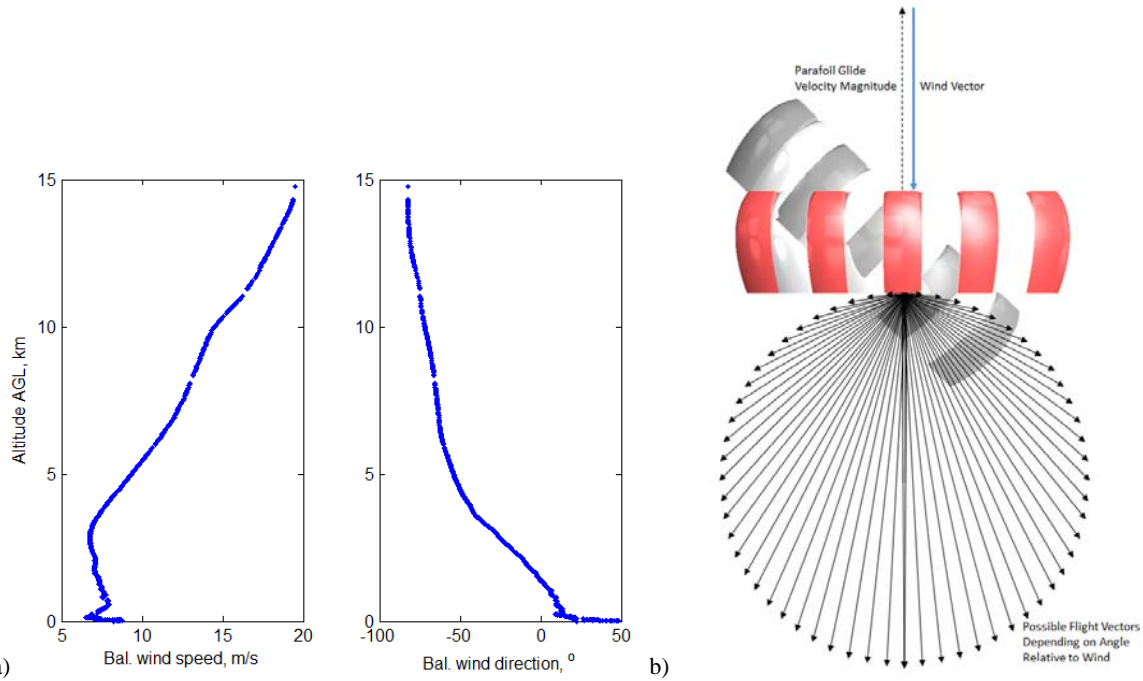 15
10
5
0
5
10
15
20
Altitude AGL, km
Bal. wind speed, m/s
-100
-50
0
50
15
10
5
0
Bal. wind direction, º
Parafoil Glide
Velocity Magnitude
Wind Vector
Possible Flight Vectors
Depending on Angle
Relative to Wind
b)